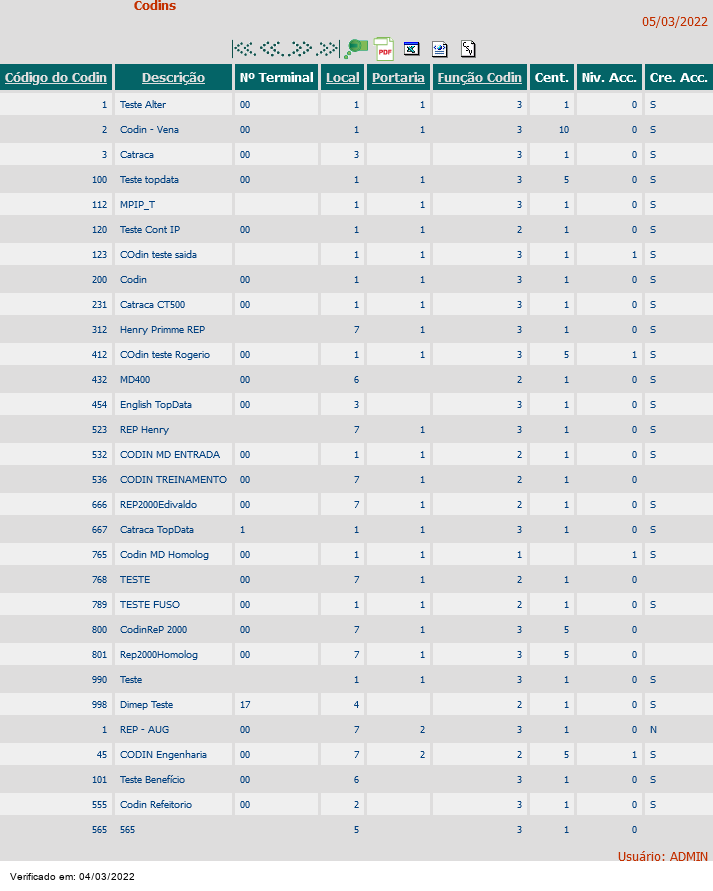 Codins
05/03/2022
PDF
Código do Codin Descrição Nº Terminal Local Portaria Função Codin Cent. Niv. Acc. Cre. Acc.
1 Teste Alter 00 1 1 3 1 0 S
2 Codin - Vena 00 1 1 3 10 0 S
3 Catraca 00 3 3 1 0 S
100 Teste topdata 00 1 1 3 5 0 S
112 MPIP_T 1 1 3 1 0 S
120 Teste Cont IP 00 1 1 2 1 0 S
123 COdin teste saida 1 1 3 1 1 S
200 Codin 00 1 1 3 1 0 S
231 Catraca CT500 00 1 1 3 1 0 S
312 Henry Primme REP 7 1 3 1 0 S
412 COdin teste Rogerio 00 1 1 3 5 1 S
432 MD400 00 6 2 1 0 S
454 English TopData 00 3 3 1 0 S
523 REP Henry 7 1 3 1 0 S
532 CODIN MD ENTRADA 00 1 1 2 1 0 S
536 CODIN TREINAMENTO 00 7 1 2 1 0
666 REP2000Edivaldo 00 7 1 2 1 0 S
667 Catraca TopData 1 1 1 3 1 0 S
765 Codin MD Homolog 00 1 1 1 1 S
768 TESTE 00 7 1 2 1 0
789 TESTE FUSO 00 1 1 2 1 0 S
800 CodinReP 2000 00 7 1 3 5 0
801 Rep2000Homolog 00 7 1 3 5 0
990 Teste 1 1 3 1 0 S
998 Dimep Teste 17 4 2 1 0 S
1 REP - AUG 00 7 2 3 1 0 N
45 CODIN Engenharia 00 7 2 2 5 1 S
101 Teste Benefício 00 6 3 1 0 S
555 Codin Refeitorio 00 2 3 1 0 S
565 565 5 3 1 0
Usuário: ADMIN
Verificado em: 04/03/2022